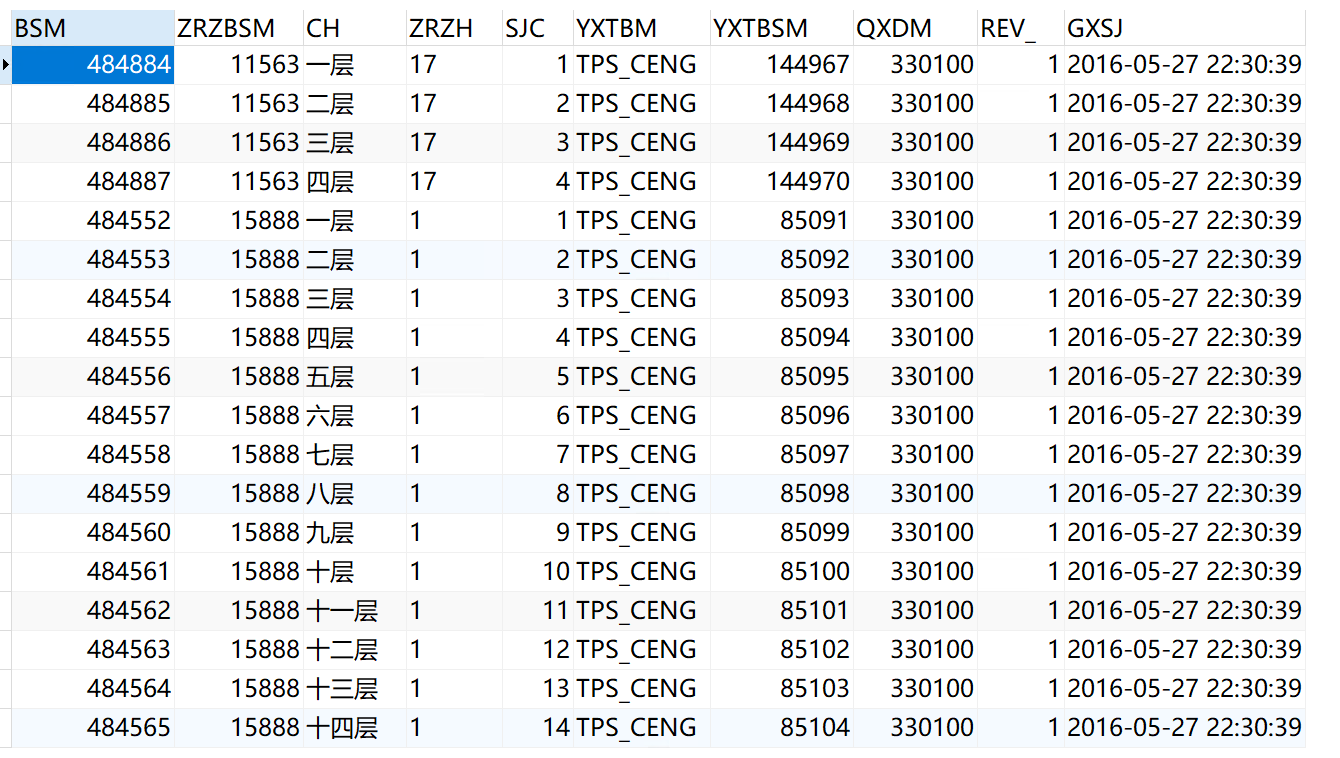 BSM ZRZBSM CH ZRZH SJC YXTBM YXTBSM QXDM REV_ GXSJ
484884 11563 一层 17 1 TPS_CENG 144967 330100 1 2016-05-27 22:30:39
484885 11563 二层 17 2 TPS_CENG 144968 330100 1 2016-05-27 22:30:39
484886 11563 三层 17 3 TPS_CENG 144969 330100 1 2016-05-27 22:30:39
484887 11563 四层 17 4 TPS_CENG 144970 330100 1 2016-05-27 22:30:39
484552 15888 一层 1 1 TPS_CENG 85091 330100 1 2016-05-27 22:30:39
484553 15888 二层 1 2 TPS_CENG 85092 330100 1 2016-05-27 22:30:39
484554 15888 三层 1 3 TPS_CENG 85093 330100 1 2016-05-27 22:30:39
484555 15888 四层 1 4 TPS_CENG 85094 330100 1 2016-05-27 22:30:39
484556 15888 五层 1 5 TPS_CENG 85095 330100 1 2016-05-27 22:30:39
484557 15888 六层 1 6 TPS_CENG 85096 330100 1 2016-05-27 22:30:39
484558 15888 七层 1 7 TPS_CENG 85097 330100 1 2016-05-27 22:30:39
484559 15888 八层 1 8 TPS_CENG 85098 330100 1 2016-05-27 22:30:39
484560 15888 九层 1 9 TPS_CENG 85099 330100 1 2016-05-27 22:30:39
484561 15888 十层 1 10 TPS_CENG 85100 330100 1 2016-05-27 22:30:39
484562 15888 十一层 1 11 TPS_CENG 85101 330100 1 2016-05-27 22:30:39
484563 15888 十二层 1 12 TPS_CENG 85102 330100 1 2016-05-27 22:30:39
484564 15888 十三层 1 13 TPS_CENG 85103 330100 1 2016-05-27 22:30:39
484565 15888 十四层 1 14 TPS_CENG 85104 330100 1 2016-05-27 22:30:39